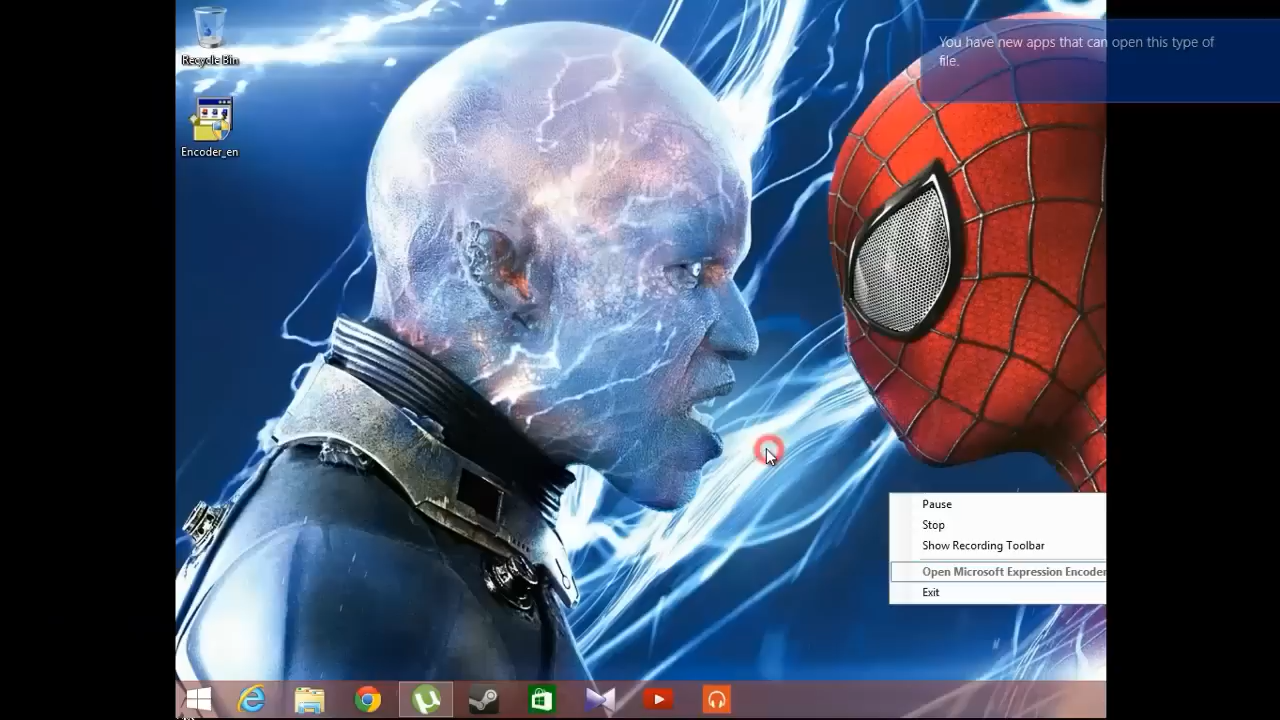 Recycle Bin
You have new apps that can open this type of
file.
Encoder_en
Pause
Stop
Show Recording Toolbar
Open Microsoft Expression Encoder
Exit